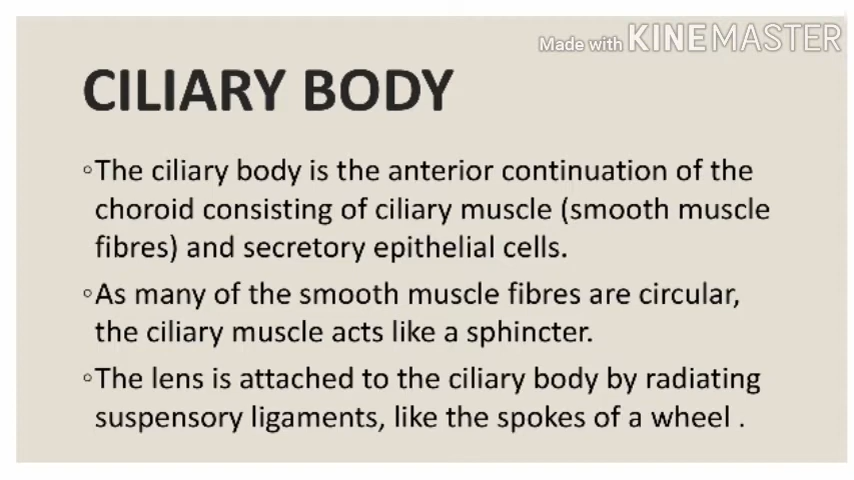 Made with KINEMASTER
CILIARY BODY
◦The ciliary body is the anterior continuation of the
choroid consisting of ciliary muscle (smooth muscle
fibres) and secretory epithelial cells.
◦As many of the smooth muscle fibres are circular,
the ciliary muscle acts like a sphincter.
◦The lens is attached to the ciliary body by radiating
suspensory ligaments, like the spokes of a wheel .